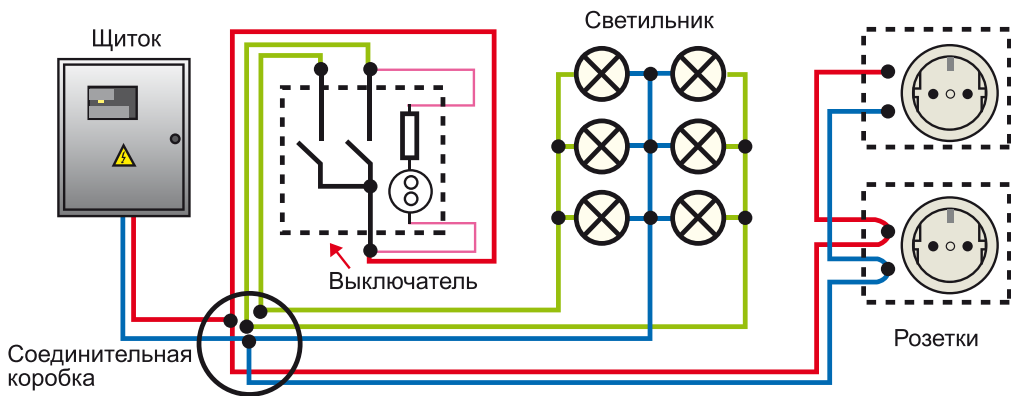 Щиток
Светильник
Выключатель
Соединительная
коробка
Розетки